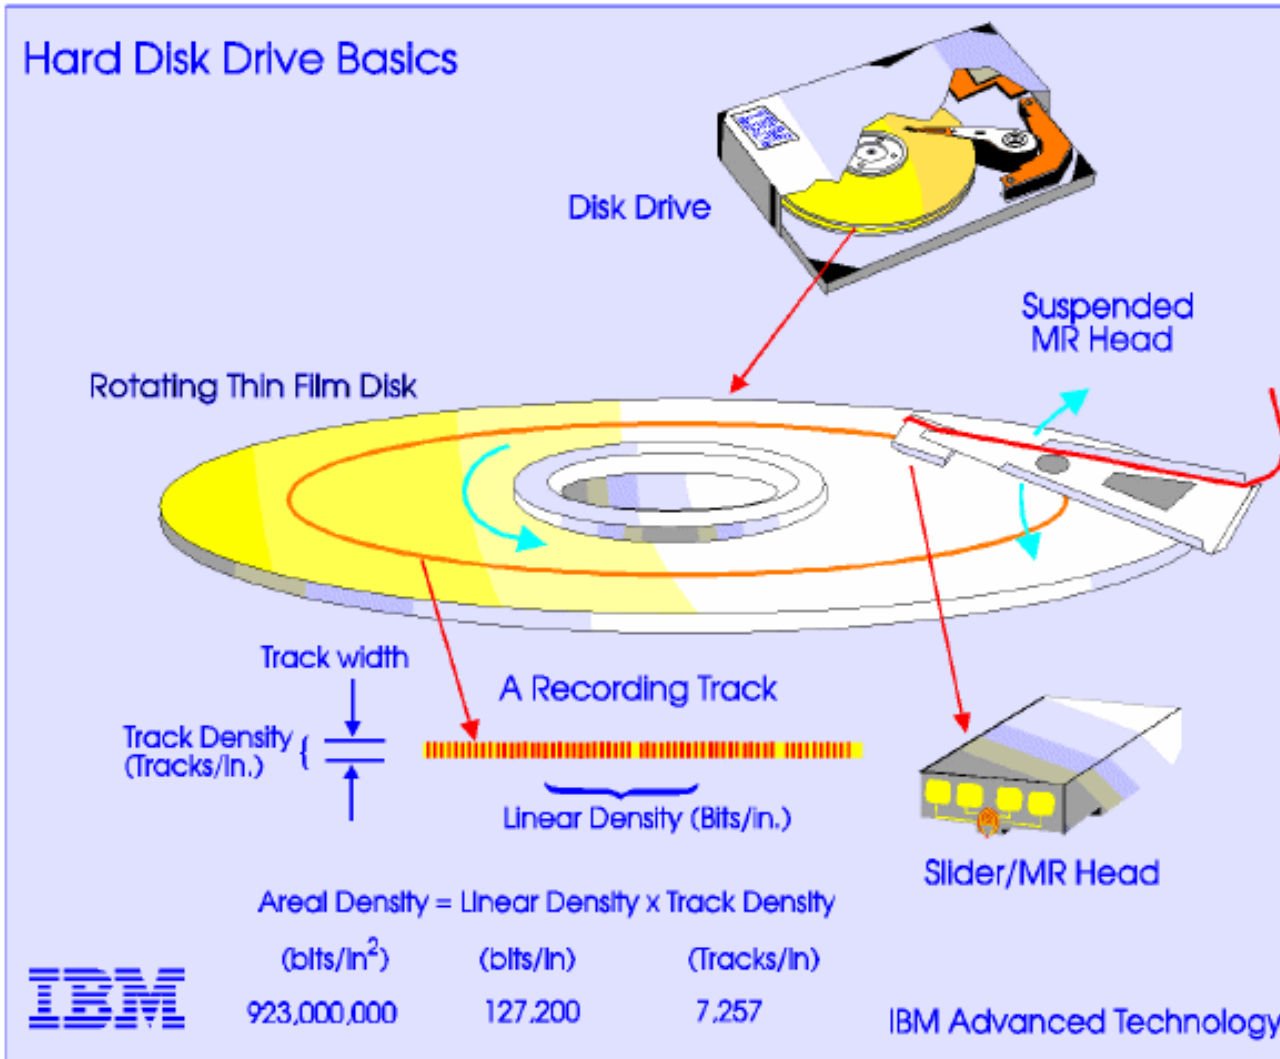 Hard Disk Drive Basics
Disk Drive
Suspended
MR Head
Rotating Thin Film Disk
Track width
A Recording Track
Track Density
(Tracks/in.)
{
Linear Density (Bits/in.)
Slider/MR Head
Areal Density = Linear Density x Track Density
(bits/in²) (bits/in) (Tracks/in)
923,000,000 127,200 7,257
IBM
IBM Advanced Technology